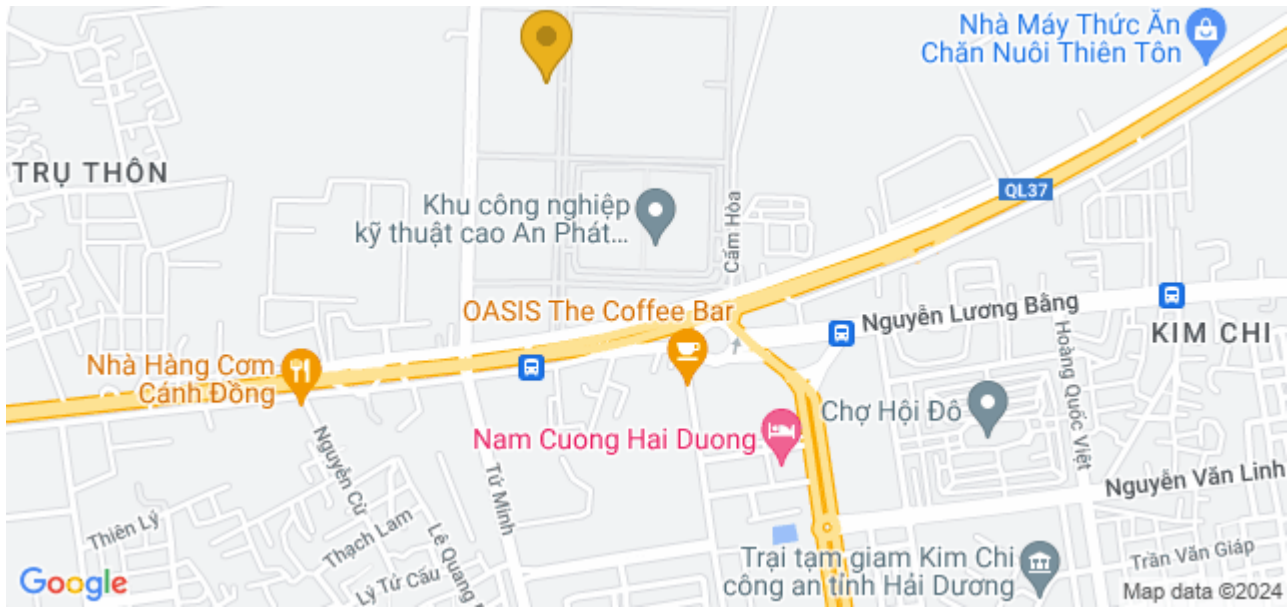 Nhà Máy Thức Ăn
Chăn Nuôi Thiên Tôn
TRỤ THÔN
QL37
Khu công nghiệp
kỹ thuật cao An Phát...
Cẩm Hòa
OASIS The Coffee Bar
Nguyễn Lương Bằng
KIM CHI
Nhà Hàng Cơm
Cánh Đồng
Hoàng Quốc Việt
Chợ Hội Đô
Nam Cuong Hai Duong
Nguyễn Cừ
Tứ Minh
Nguyễn Văn Linh
Thiên Lý
Thạch Lam
Lê Quang
Lý Tử Cấu
Trại tạm giam Kim Chi
công an tỉnh Hải Dương
Trần Văn Giáp
Google
Map data ©2024